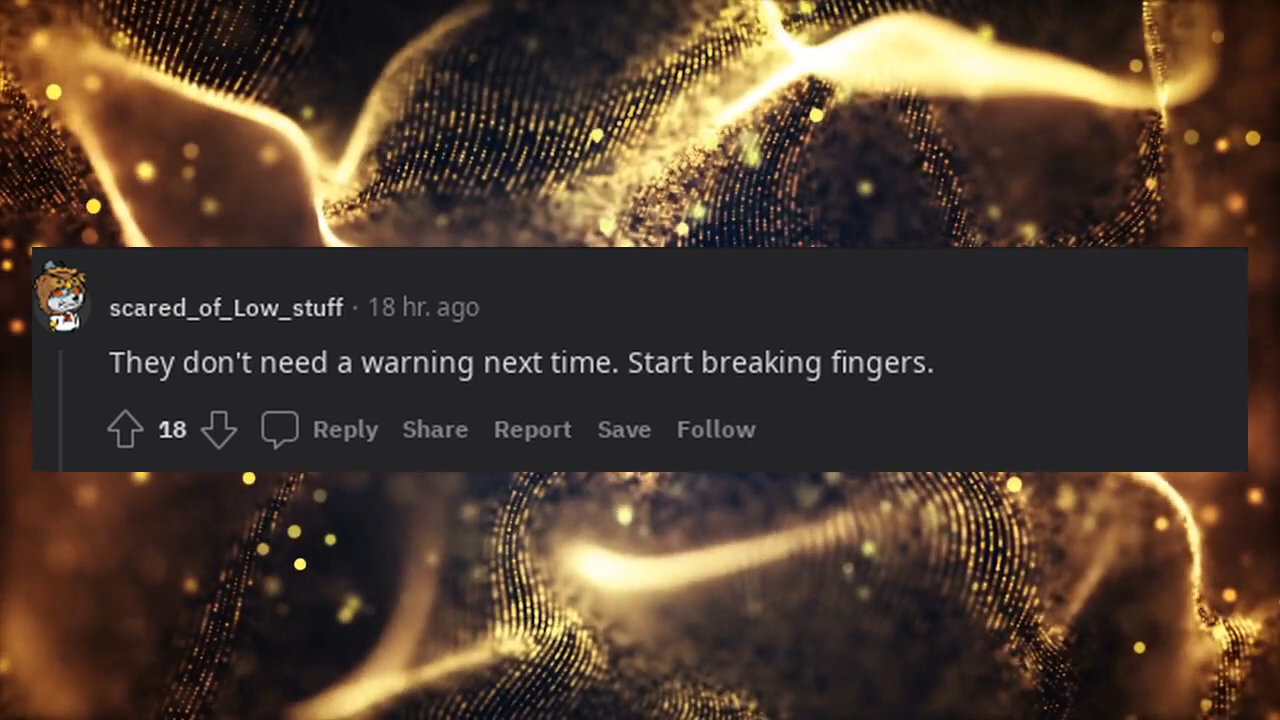 scared_of_Low_stuff · 18 hr. ago
They don't need a warning next time. Start breaking fingers.
18 Reply Share Report Save Follow